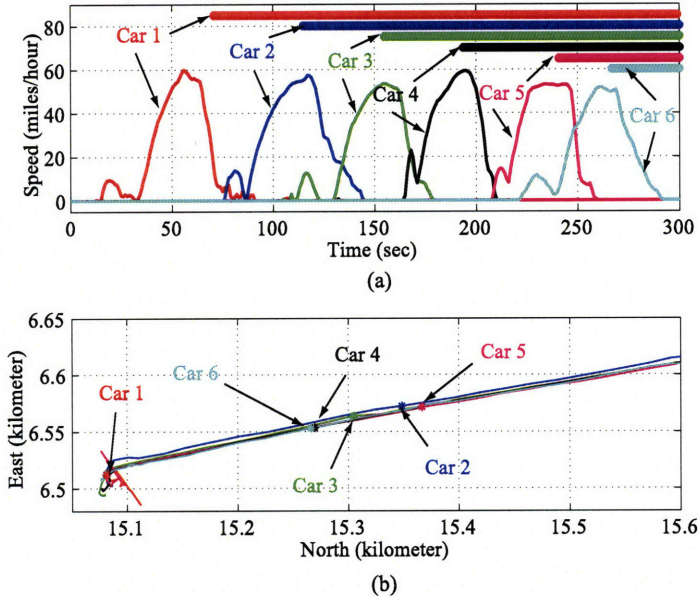 80
60
40
20
0
Speed (miles/hour)
Car 1
Car 2
Car 3
Car 4
Car 5
Car 6
0 50 100 150 200 250 300
Time (sec)
(a)
6.65
6.6
6.55
6.5
East (kilometer)
Car 4
Car 5
Car 6
Car 1
Car 3
Car 2
15.1 15.2 15.3 15.4 15.5 15.6
North (kilometer)
(b)